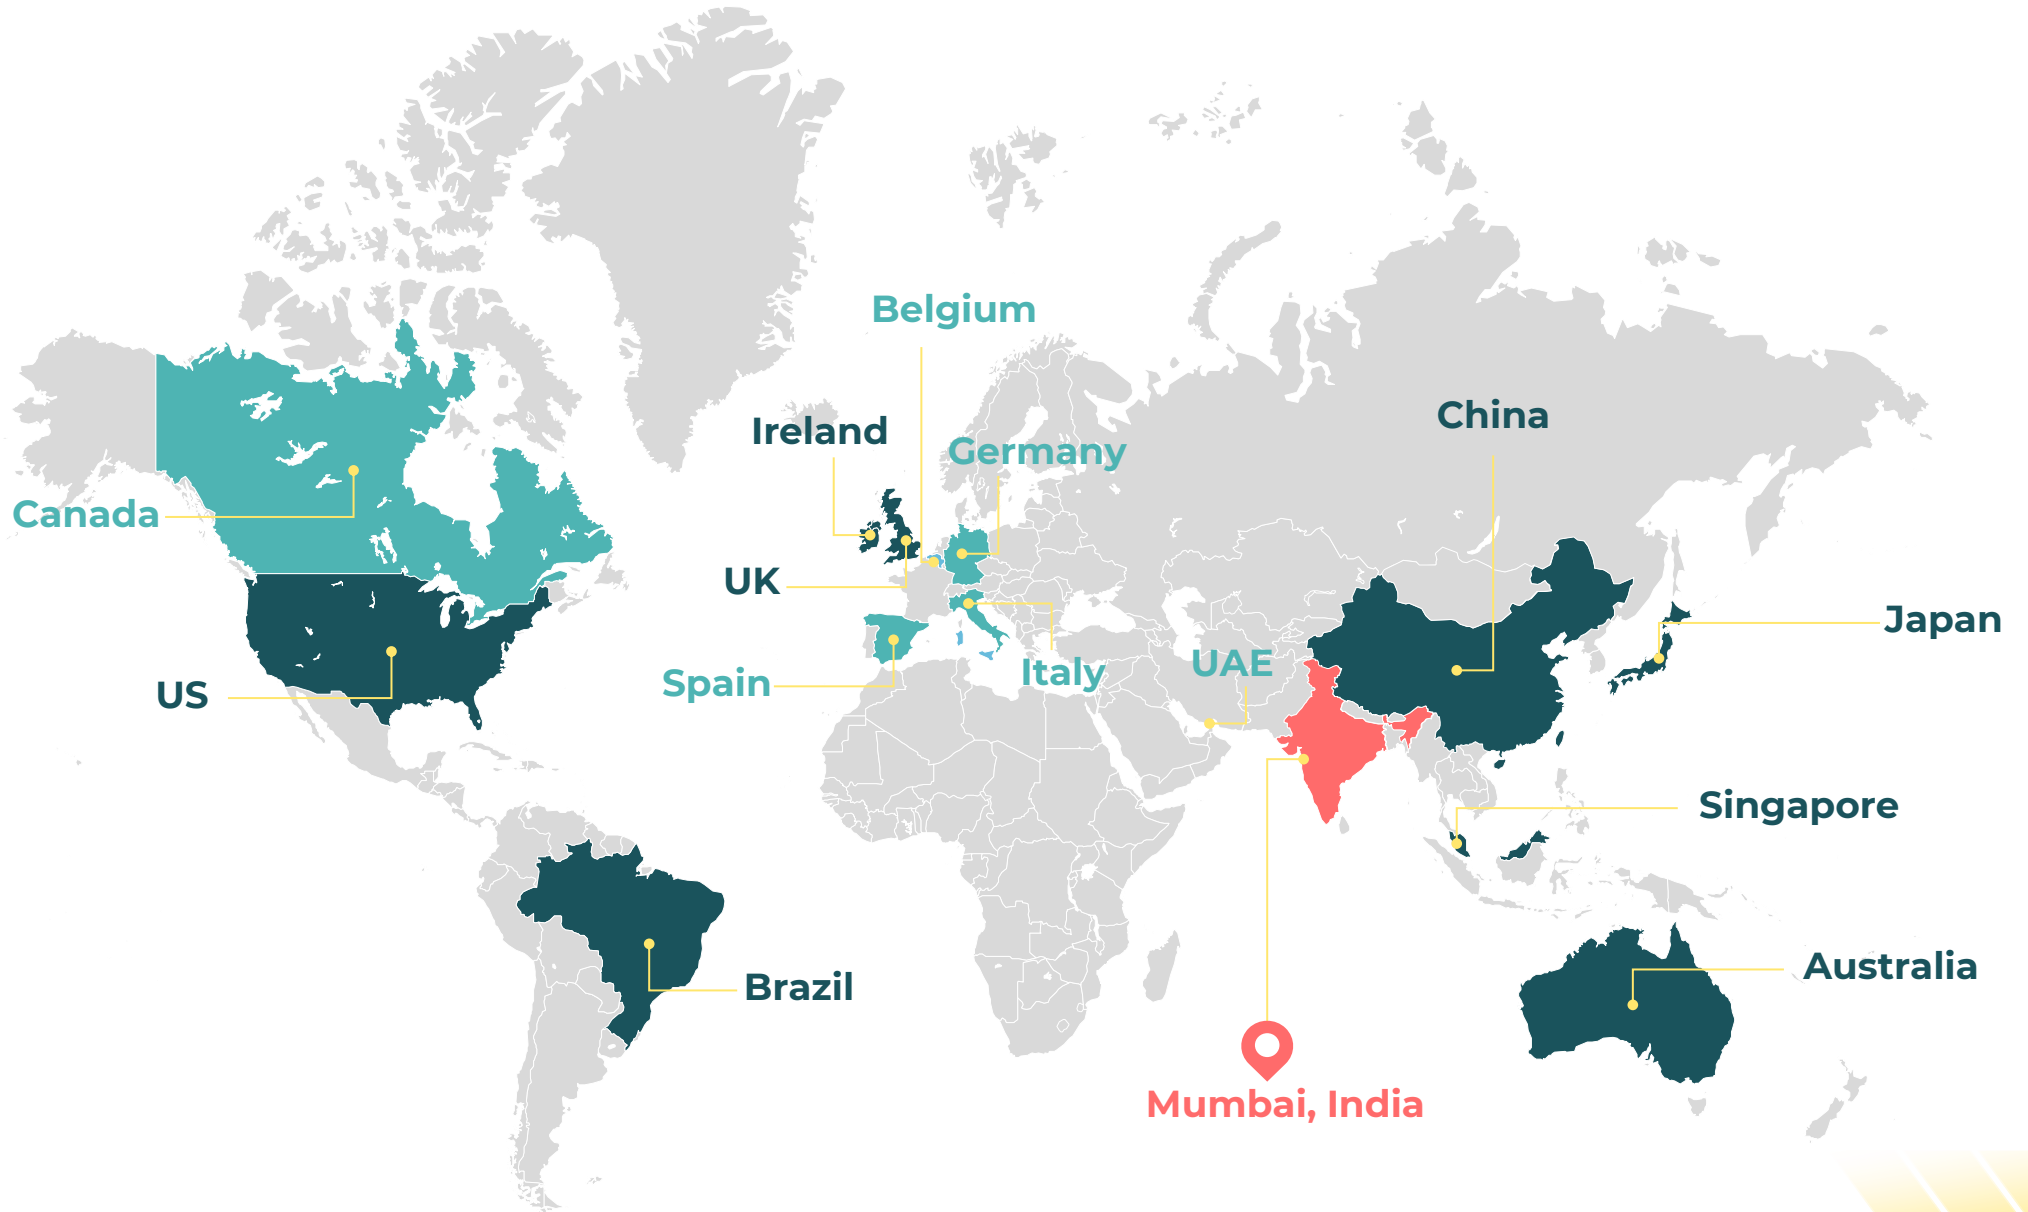 Belgium
Ireland
China
Germany
Canada
UK
Japan
Spain
Italy
UAE
US
Singapore
Australia
Brazil
Mumbai, India